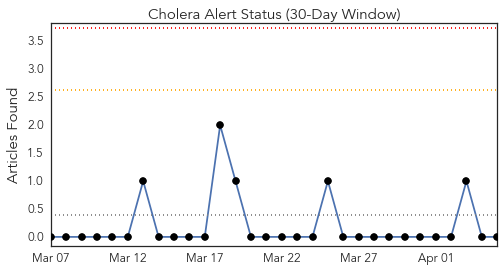 Cholera Alert Status (30-Day Window)
Articles Found
3.5
3.0
2.5
2.0
1.5
1.0
0.5
0.0
Mar 07 Mar 12 Mar 17 Mar 22 Mar 27 Apr 01